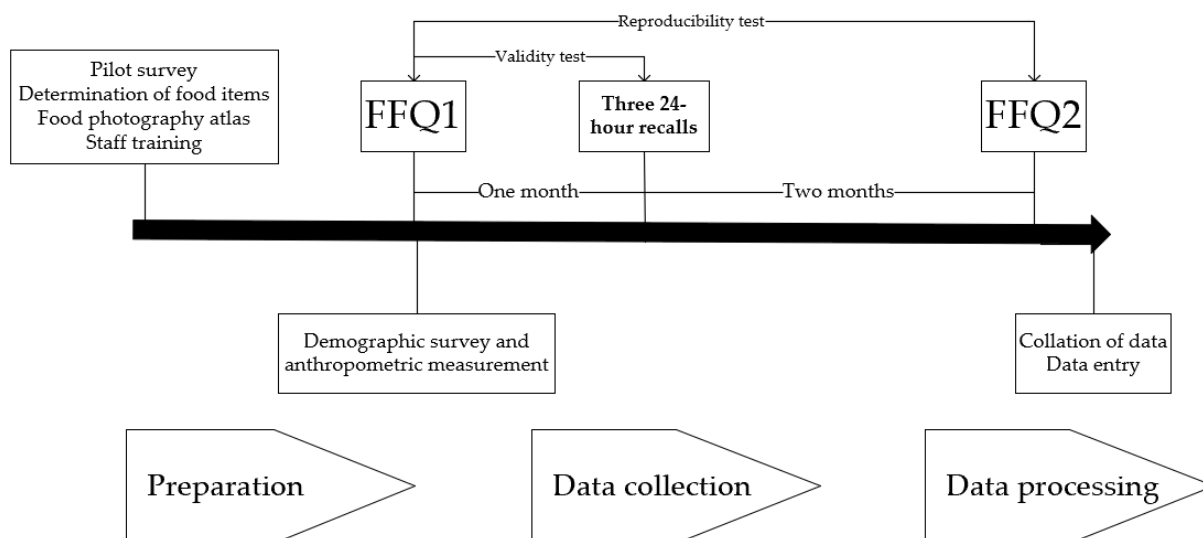 Reproducibility test
Validity test
Pilot survey
Determination of food items
Food photography atlas
Staff training
FFQ1
Three 24-
hour recalls
FFQ2
One month
Two months
Demographic survey and
anthropometric measurement
Collation of data
Data entry
Preparation
Data collection
Data processing